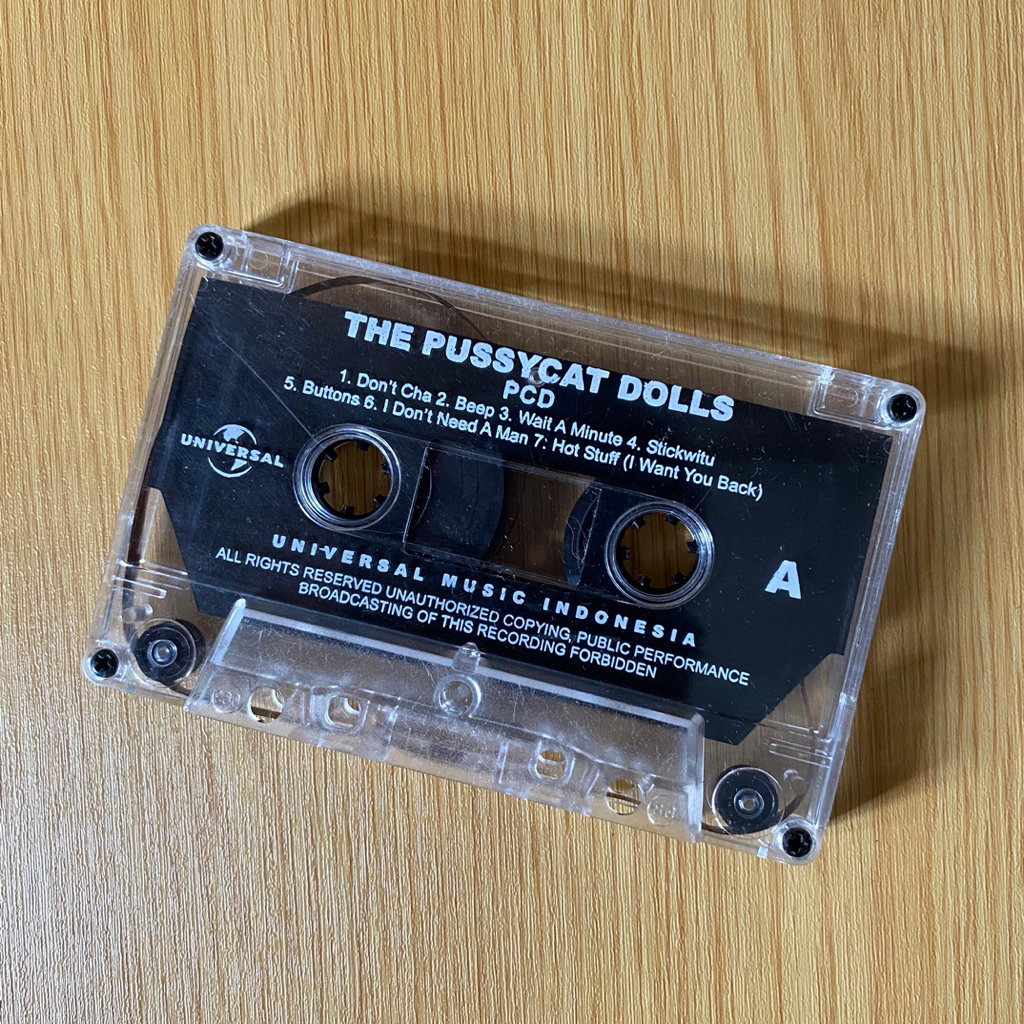 THE PUSSYCAT DOLLS
PCD
1. Don't Cha 2. Beep 3. Wait A Minute 4. Stickwitu
5. Buttons 6. I Don't Need A Man 7: Hot Stuff (I Want You Back)
UNIVERSAL
A
UNIVERSAL MUSIC INDONESIA
ALL RIGHTS RESERVED UNAUTHORIZED COPYING, PUBLIC PERFORMANCE
BROADCASTING OF THIS RECORDING FORBIDDEN